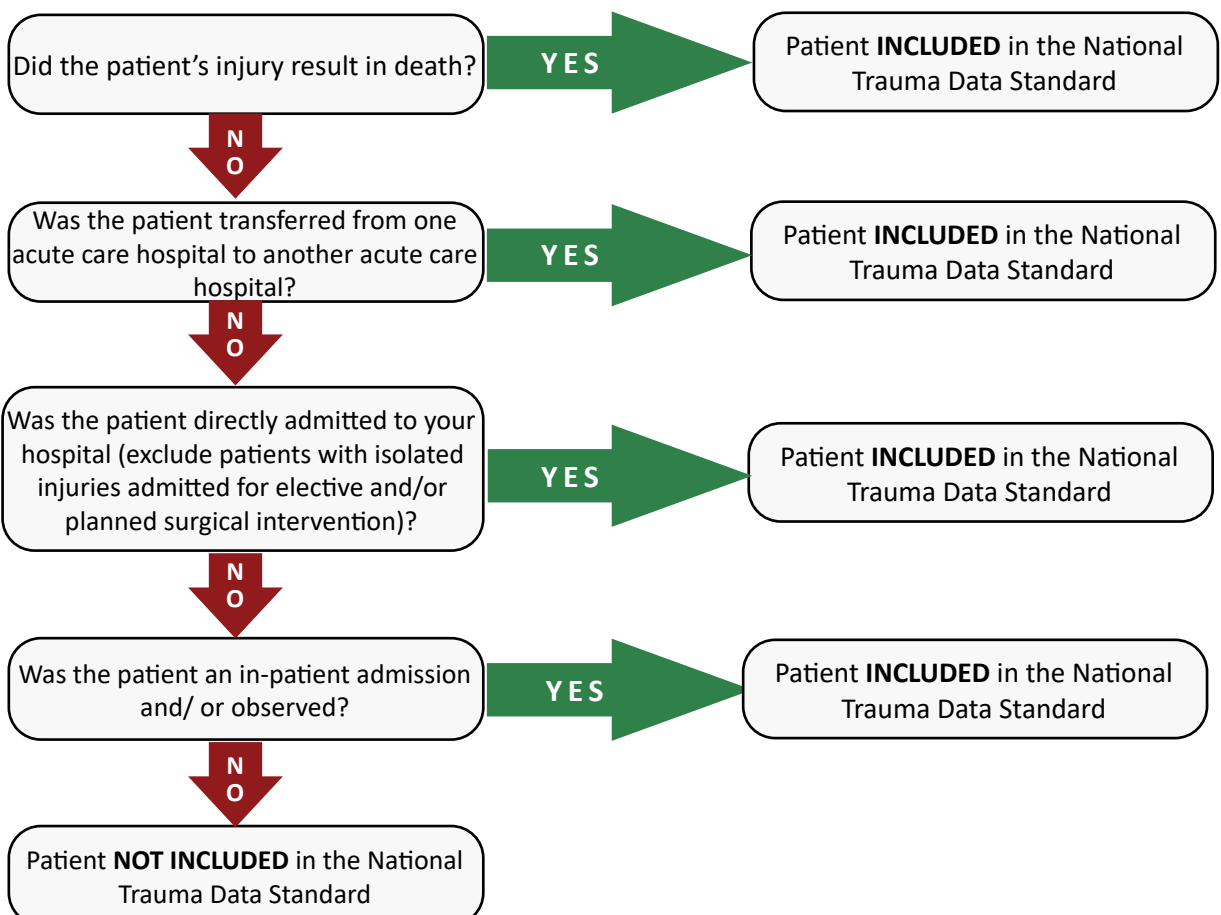 Did the patient’s injury result in death?
YES
Patient INCLUDED in the National
Trauma Data Standard
N
O
Was the patient transferred from one
acute care hospital to another acute care
hospital?
YES
Patient INCLUDED in the National
Trauma Data Standard
N
O
Was the patient directly admitted to your
hospital (exclude patients with isolated
injuries admitted for elective and/or
planned surgical intervention)?
YES
Patient INCLUDED in the National
Trauma Data Standard
N
O
Was the patient an in-patient admission
and/ or observed?
YES
Patient INCLUDED in the National
Trauma Data Standard
N
O
Patient NOT INCLUDED in the National
Trauma Data Standard